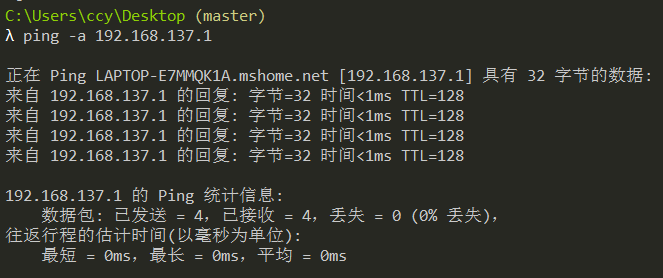 C:\Users\ccy\Desktop (master)
λ ping -a 192.168.137.1
正在 Ping LAPTOP-E7MMQK1A.mshome.net [192.168.137.1] 具有 32 字节的数据:
来自 192.168.137.1 的回复: 字节=32 时间<1ms TTL=128
来自 192.168.137.1 的回复: 字节=32 时间<1ms TTL=128
来自 192.168.137.1 的回复: 字节=32 时间<1ms TTL=128
来自 192.168.137.1 的回复: 字节=32 时间<1ms TTL=128
192.168.137.1 的 Ping 统计信息:
数据包: 已发送 = 4，已接收 = 4，丢失 = 0 (0% 丢失)，
往返行程的估计时间(以毫秒为单位):
最短 = 0ms，最长 = 0ms，平均 = 0ms